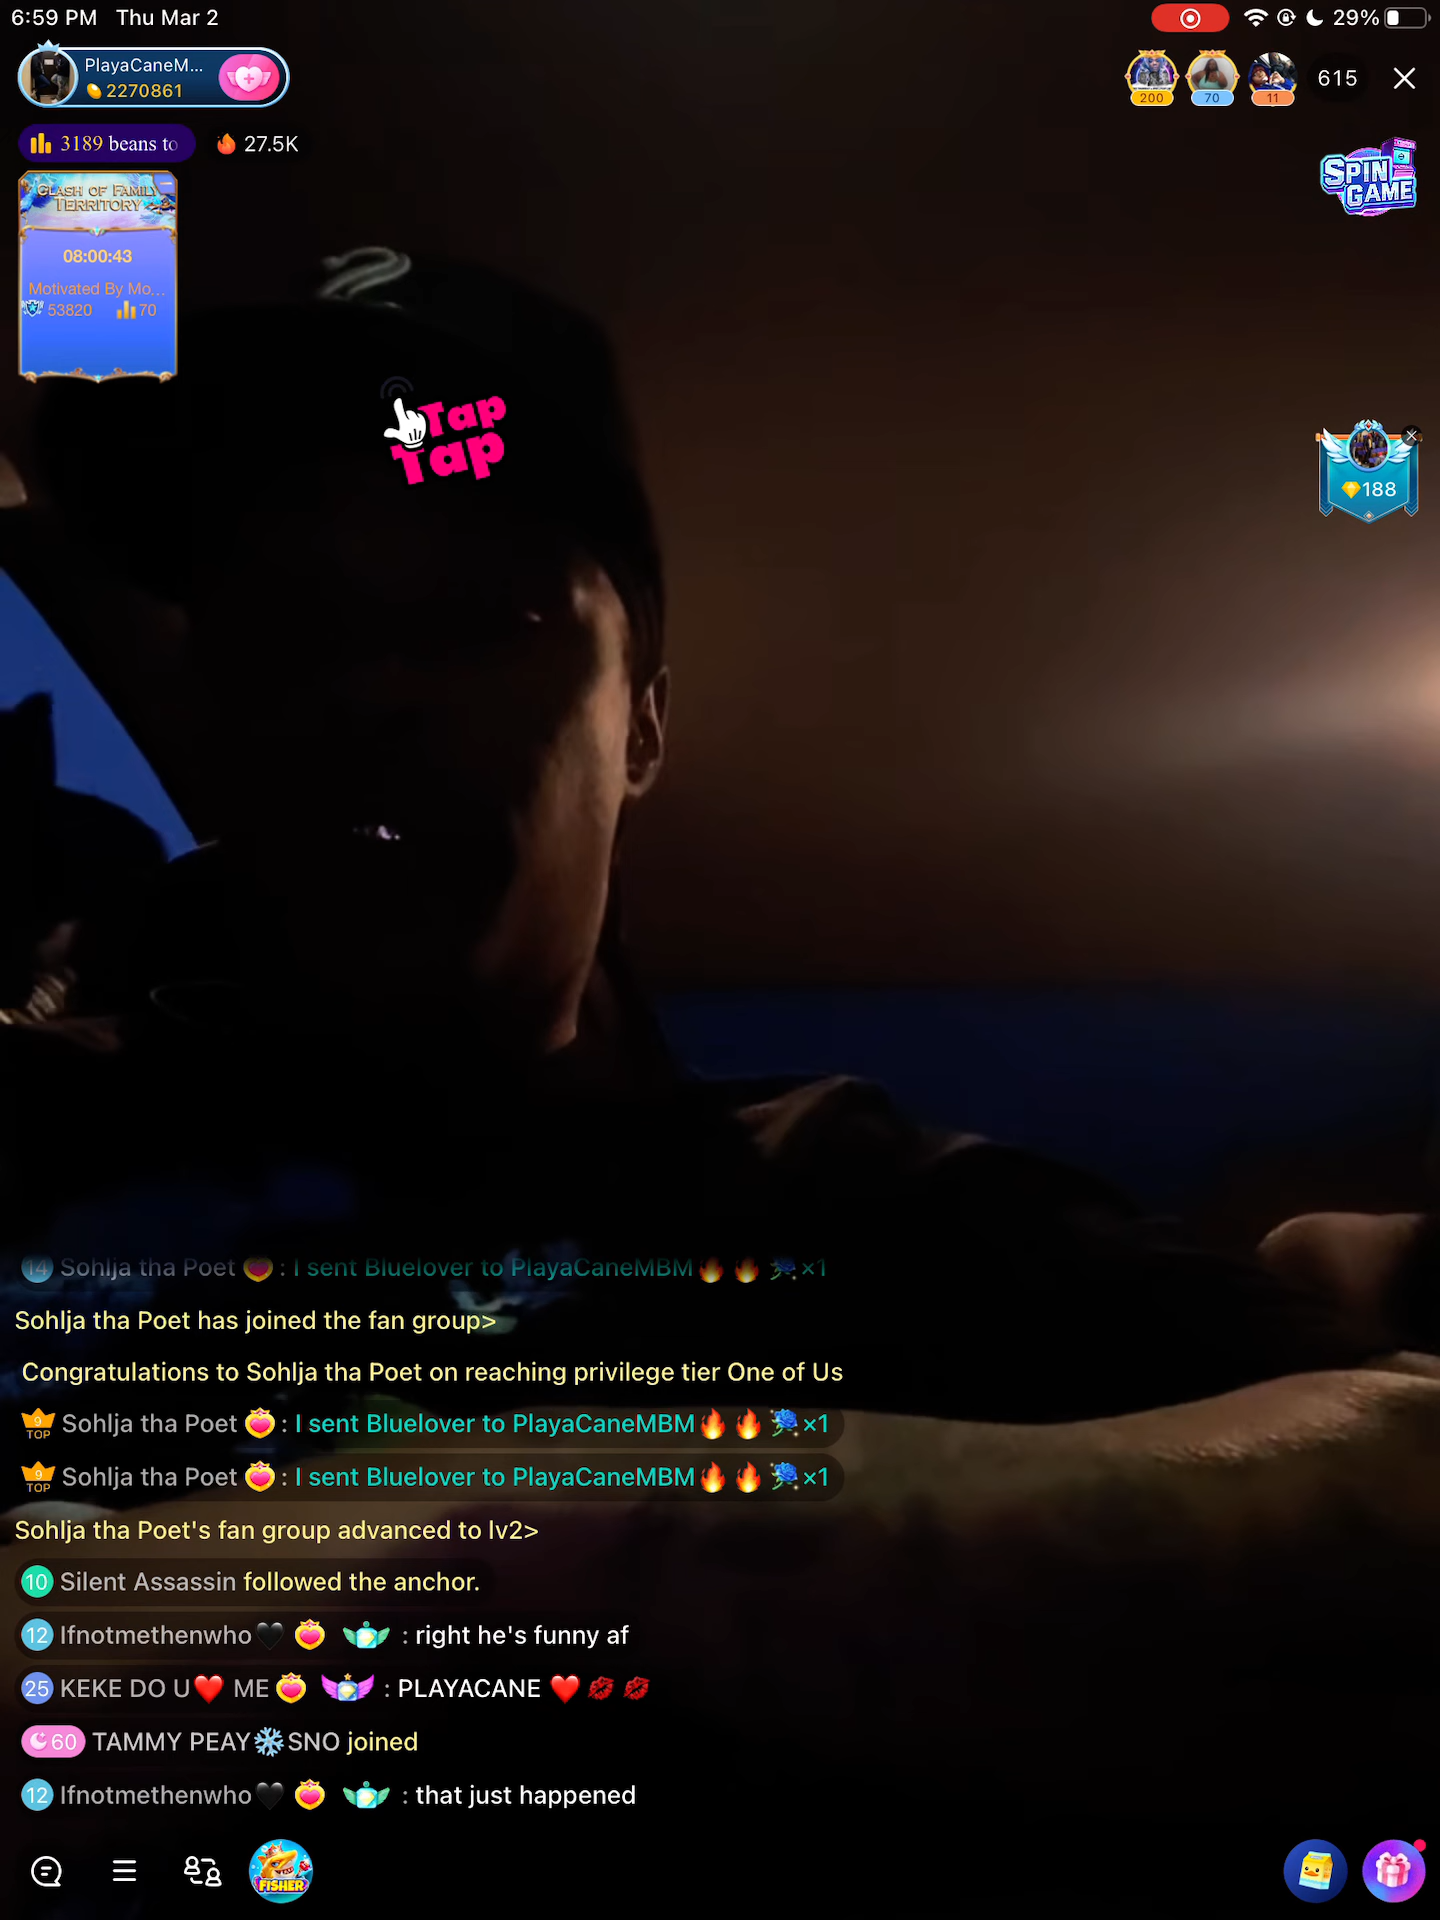 6:59 PM Thu Mar 2
29%
PlayaCaneM...
2270861
200
70
11
615
3189 beans to
27.5K
SPIN
GAME
CLASH OF FAMILY
TERRITORY
08:00:43
Motivated By Mo...
53820 70
Tap
Tap
188
14 Sohlja tha Poet : I sent Bluelover to PlayaCaneMBM🔥 🔥 ×1
Sohlja tha Poet has joined the fan group>
Congratulations to Sohlja tha Poet on reaching privilege tier One of Us
9 TOP Sohlja tha Poet : I sent Bluelover to PlayaCaneMBM🔥 🔥 ×1
9 TOP Sohlja tha Poet : I sent Bluelover to PlayaCaneMBM🔥 🔥 ×1
Sohlja tha Poet's fan group advanced to lv2>
10 Silent Assassin followed the anchor.
12 Ifnotmethenwho🖤 : right he's funny af
25 KEKE DO U❤️ ME : PLAYACANE ❤️💋💋
60 TAMMY PEAY❄️SNO joined
12 Ifnotmethenwho🖤 : that just happened
FISHER